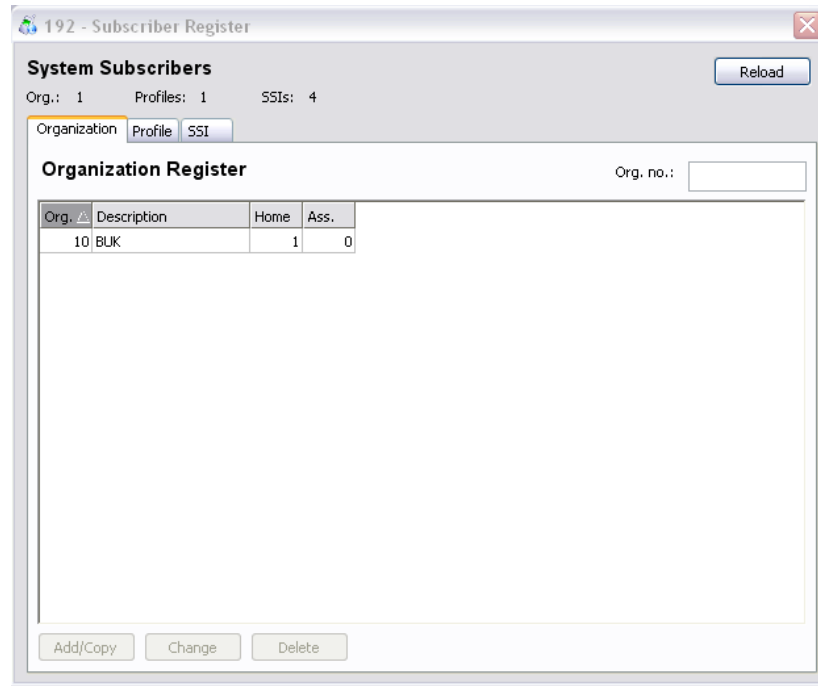 192 - Subscriber Register
System Subscribers
Reload
Org.: 1 Profiles: 1 SSIs: 4
Organization Profile SSI
Organization Register
Org. no.:
Org. Description Home Ass.
10 BUK 1 0
Add/Copy Change Delete